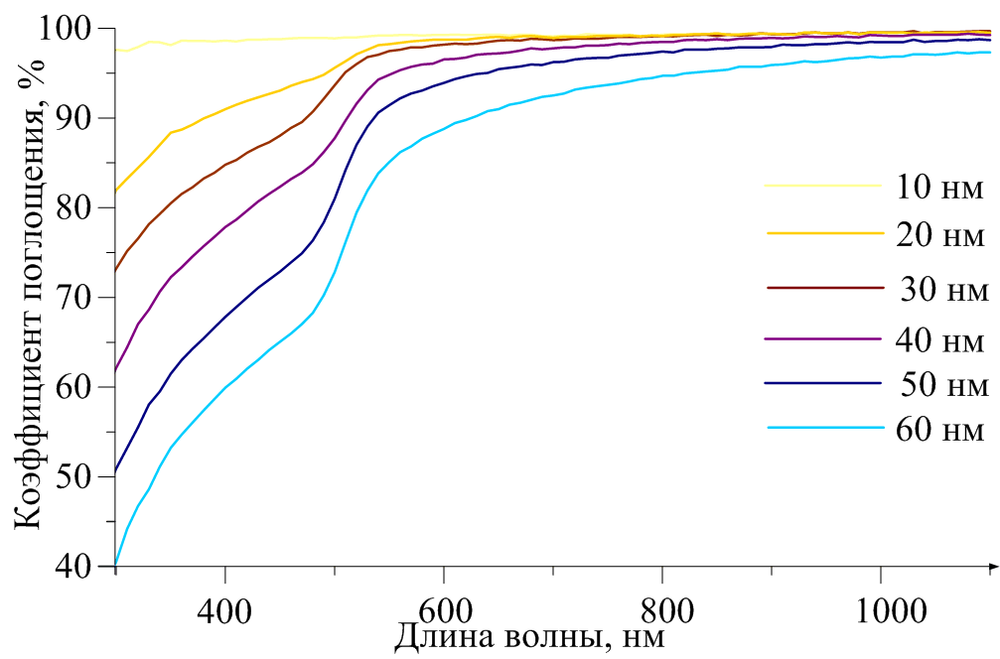 Коэффициент поглощения, %
100
90
80
70
60
50
40
10 нм
20 нм
30 нм
40 нм
50 нм
60 нм
400
600
800
1000
Длина волны, нм